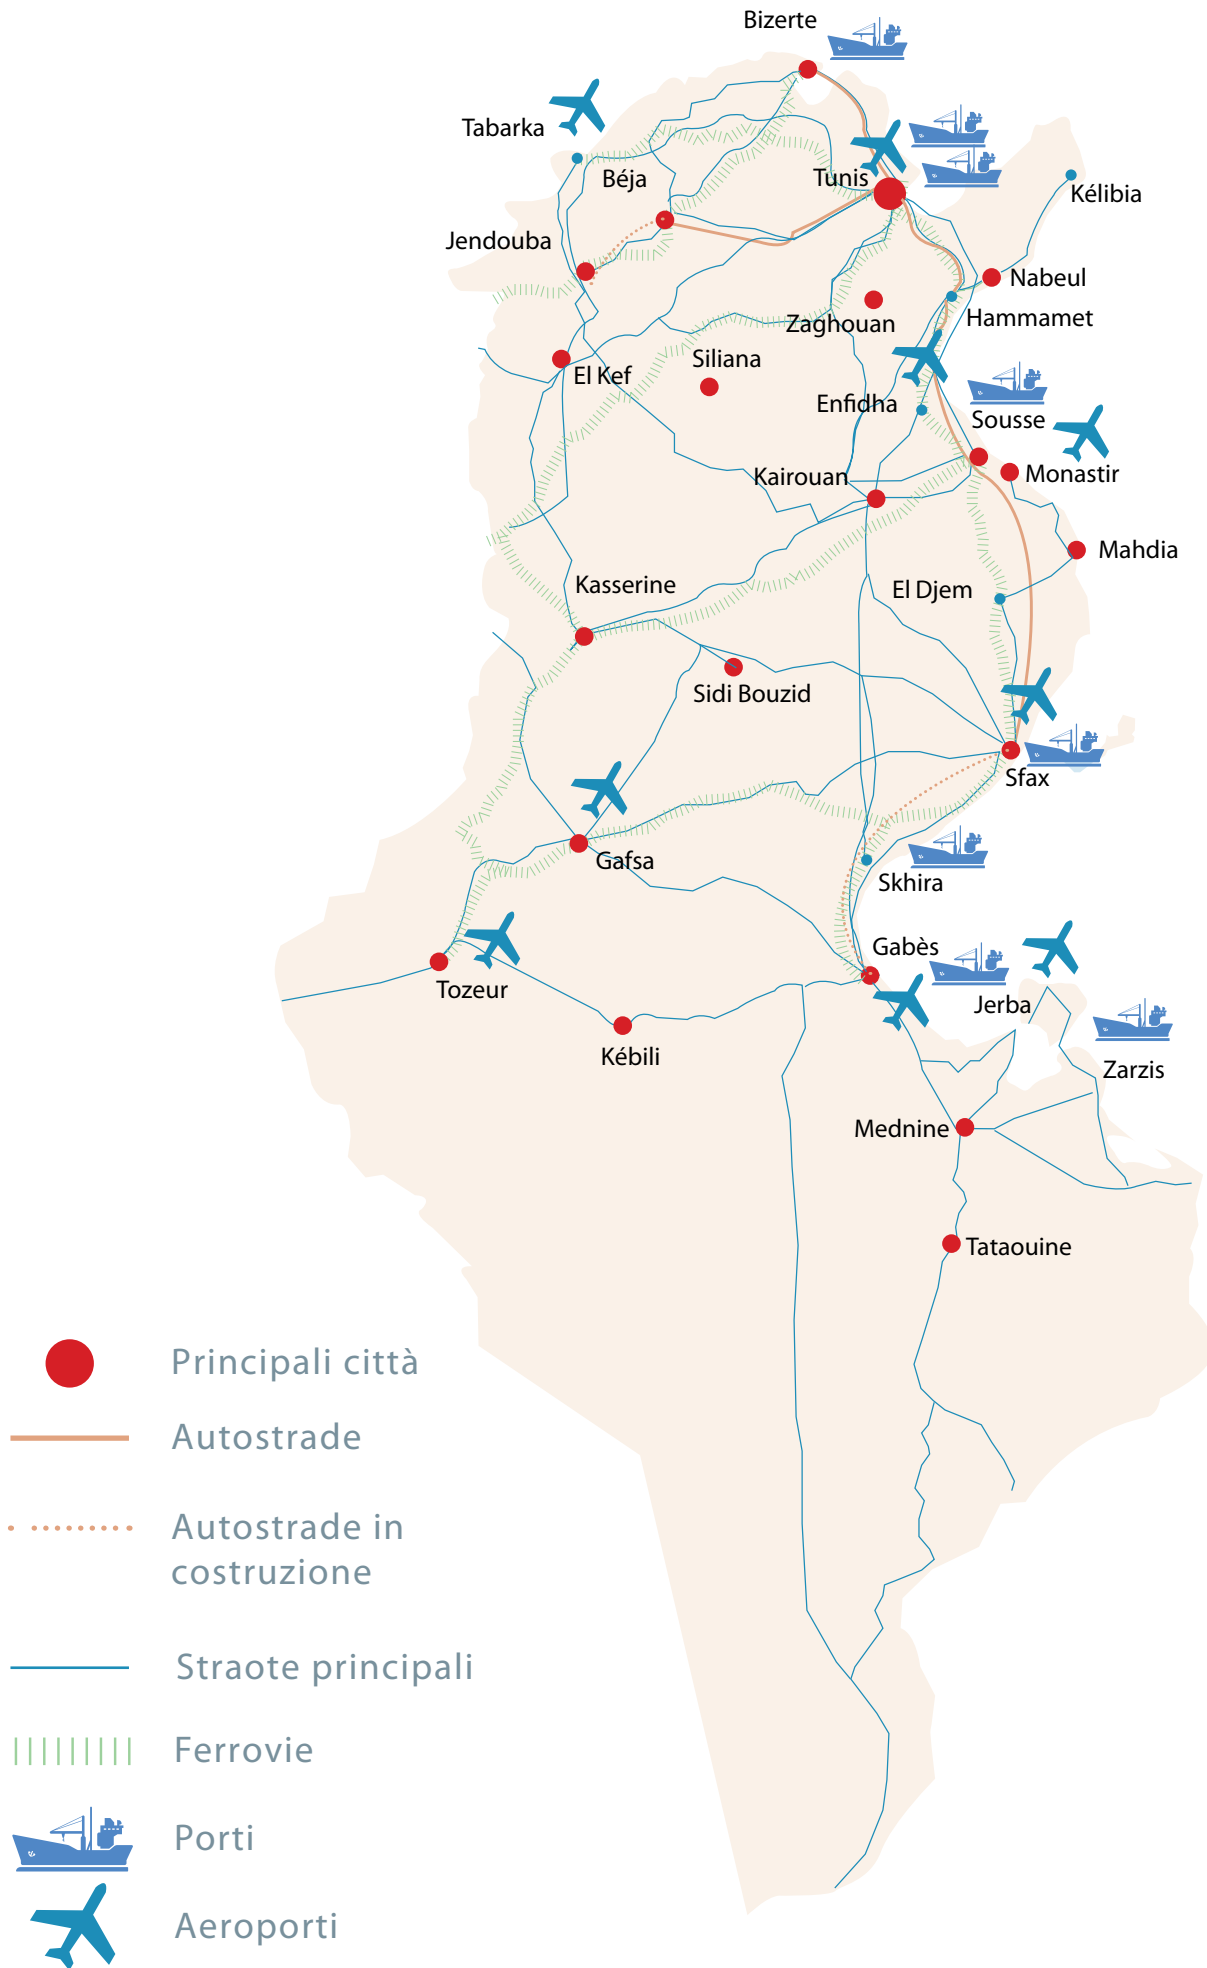 Bizerte
Tabarka
Béja
Tunis
Kélibia
Jendouba
Nabeul
Zaghouan
Hammamet
Siliana
El Kef
Enfidha
Sousse
Kairouan
Monastir
Mahdia
Kasserine
El Djem
Sidi Bouzid
Sfax
Gafsa
Skhira
Gabès
Tozeur
Jerba
Kébili
Zarzis
Mednine
Tataouine
Principali città
Autostrade
Autostrade in
costruzione
Straote principali
Ferrovie
Porti
Aeroporti